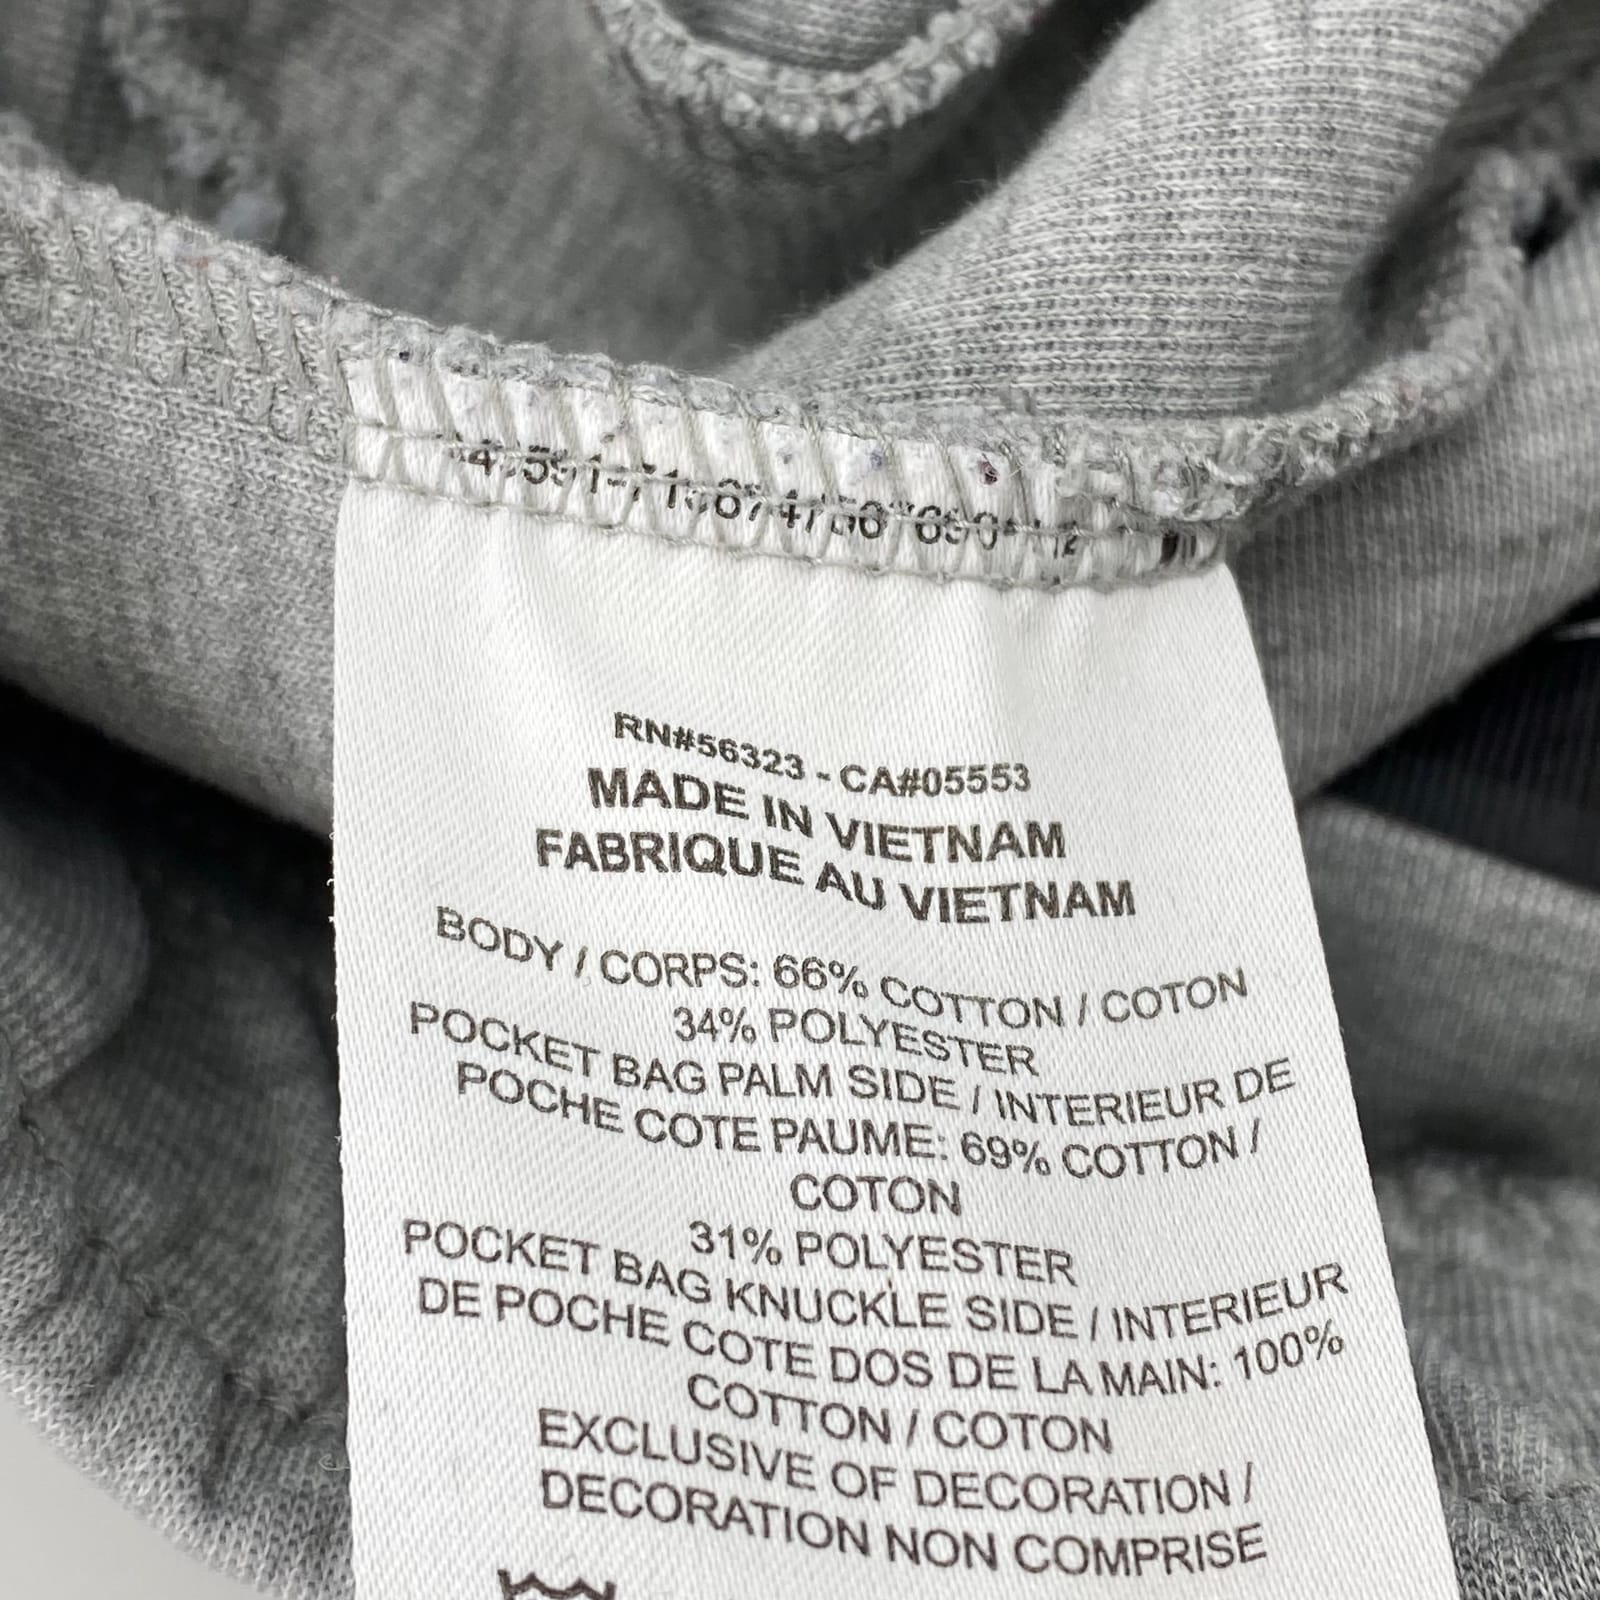 RN#56323 - CA#05553
MADE IN VIETNAM
FABRIQUE AU VIETNAM
BODY / CORPS: 66% COTTON / COTON
34% POLYESTER
POCKET BAG PALM SIDE / INTERIEUR DE
POCHE COTE PAUME: 69% COTTON /
COTON
31% POLYESTER
POCKET BAG KNUCKLE SIDE / INTERIEUR
DE POCHE COTE DOS DE LA MAIN: 100%
COTTON / COTON
EXCLUSIVE OF DECORATION /
DECORATION NON COMPRISE